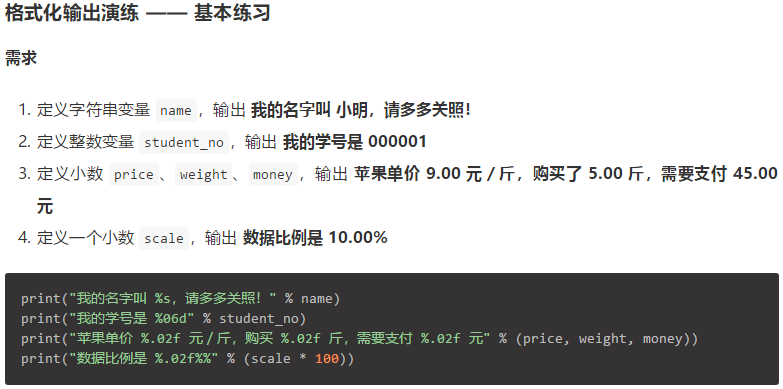 格式化输出演练 —— 基本练习
需求
1. 定义字符串变量 name，输出 我的名字叫 小明，请多多关照！
2. 定义整数变量 student_no，输出 我的学号是 000001
3. 定义小数 price、weight、money，输出 苹果单价 9.00 元／斤，购买了 5.00 斤，需要支付 45.00
元
4. 定义一个小数 scale，输出 数据比例是 10.00%
print("我的名字叫 %s，请多多关照！" % name)
print("我的学号是 %06d" % student_no)
print("苹果单价 %.02f 元／斤，购买 %.02f 斤，需要支付 %.02f 元" % (price, weight, money))
print("数据比例是 %.02f%%" % (scale * 100))